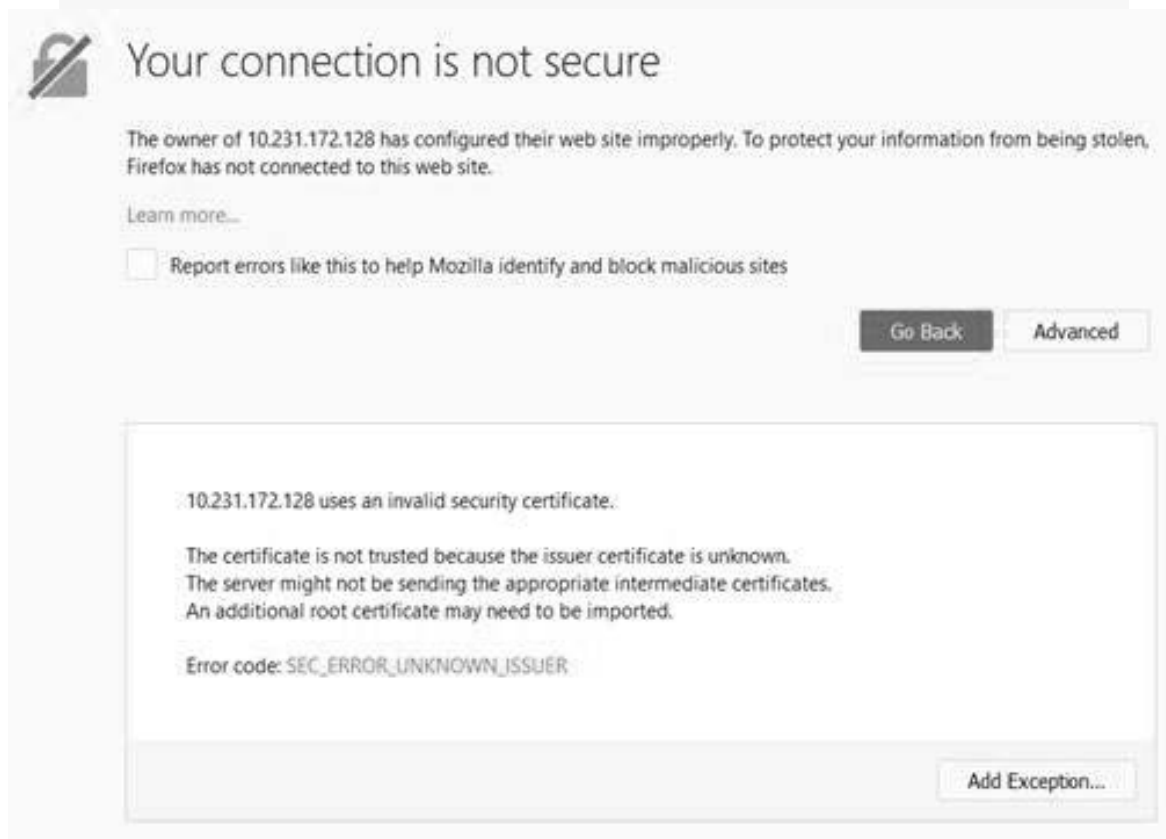 Your connection is not secure
The owner of 10.231.172.128 has configured their web site improperly. To protect your information from being stolen,
Firefox has not connected to this web site.
Learn more...
Report errors like this to help Mozilla identify and block malicious sites
Go Back
Advanced
10.231.172.128 uses an invalid security certificate.
The certificate is not trusted because the issuer certificate is unknown.
The server might not be sending the appropriate intermediate certificates.
An additional root certificate may need to be imported.
Error code: SEC_ERROR_UNKNOWN_ISSUER
Add Exception...